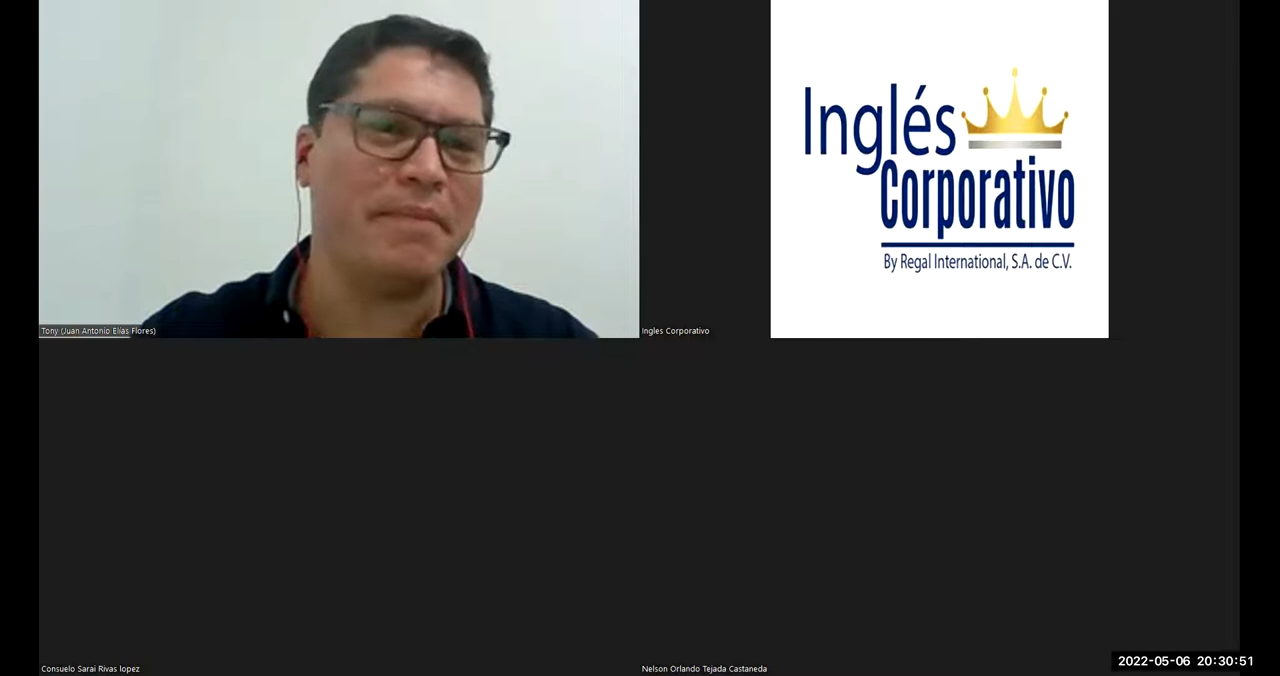 Inglés
Corporativo
By Regal International, S.A. de C.V.
Tony (Juan Antonio Elias Flores)
Ingles Corporativo
Consuelo Sarai Rivas lopez
Nelson Orlando Tejada Castaneda
2022-05-06 20:30:51